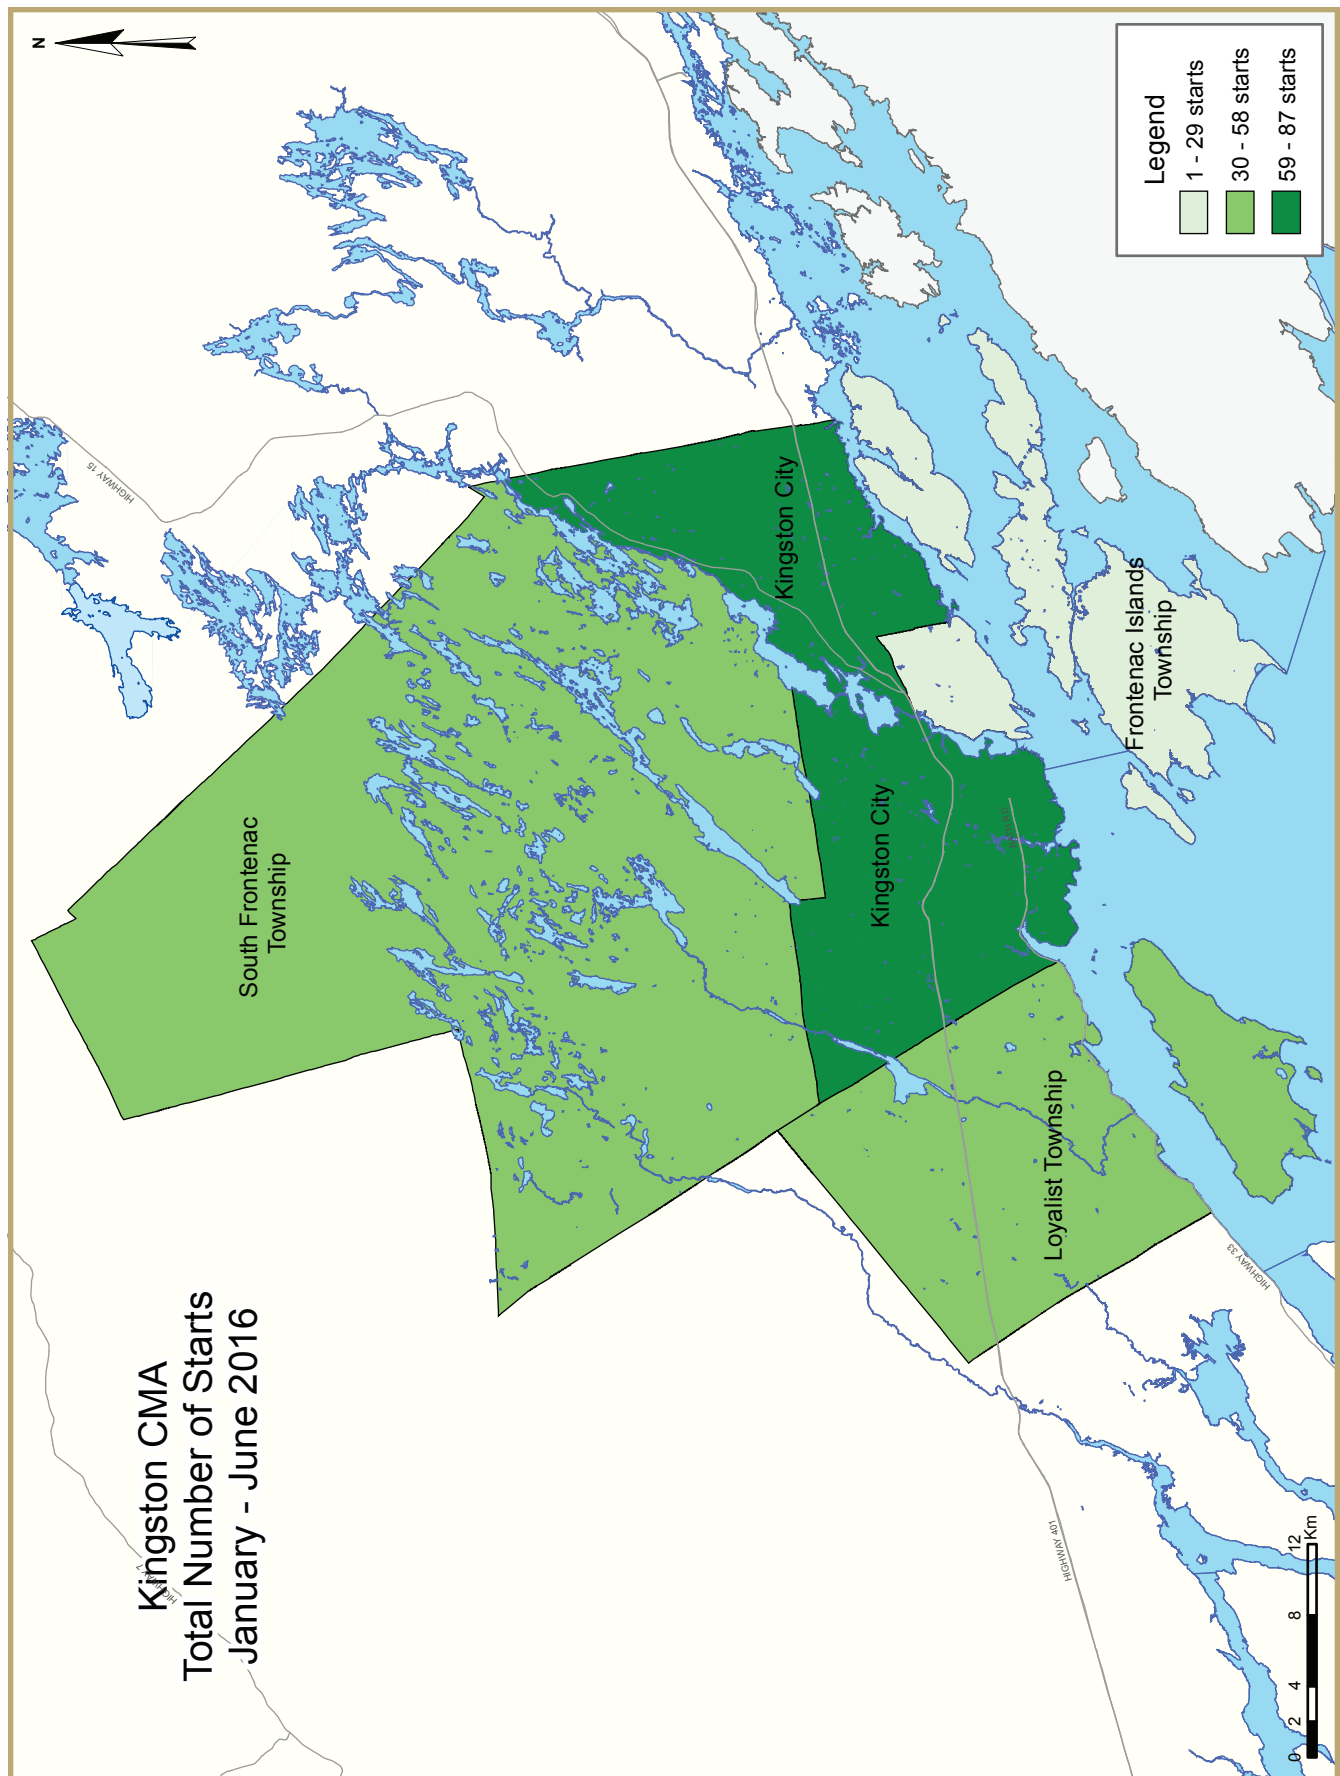 Kingston CMA
Total Number of Starts
January - June 2016
N
HIGHWAY 7
HIGHWAY 15
South Frontenac
Township
Kingston City
Kingston City
Loyalist Township
Frontenac Islands
Township
HIGHWAY 33
HIGHWAY 401
Legend
1 - 29 starts
30 - 58 starts
59 - 87 starts
0 2 4 8 12
Km